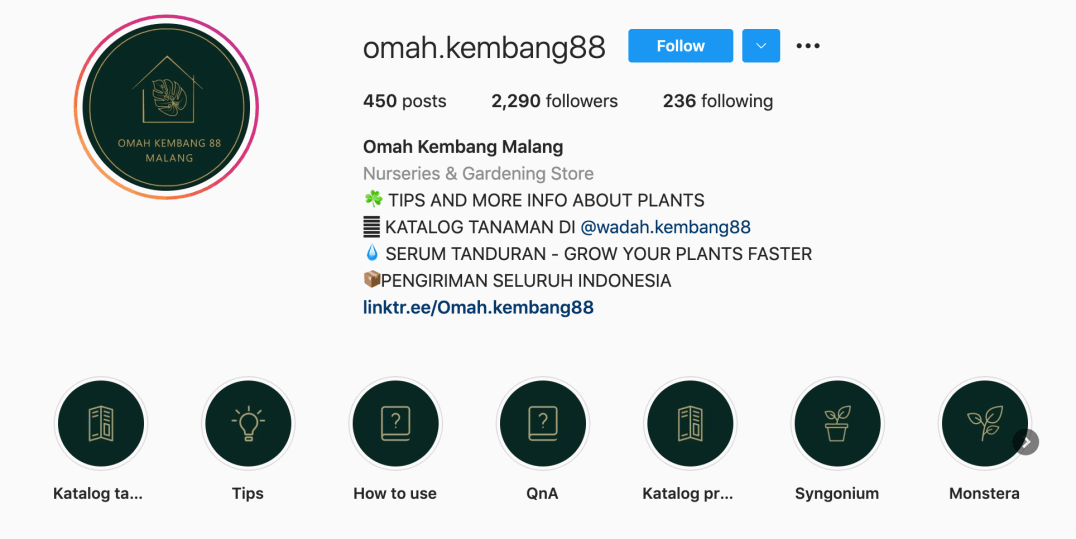 omah.kembang88 Follow
450 posts 2,290 followers 236 following
OMAH KEMBANG 88
MALANG
Omah Kembang Malang
Nurseries & Gardening Store
☘️ TIPS AND MORE INFO ABOUT PLANTS
KATALOG TANAMAN DI @wadah.kembang88
💧 SERUM TANDURAN - GROW YOUR PLANTS FASTER
📦PENGIRIMAN SELURUH INDONESIA
linktr.ee/Omah.kembang88
Katalog ta... Tips How to use QnA Katalog pr... Syngonium Monstera